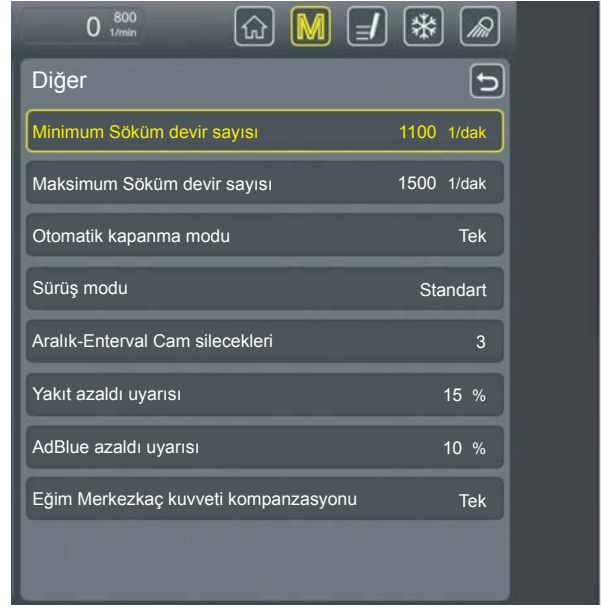 0 800 1/min
M
Diğer
Minimum Söküm devir sayısı 1100 1/dak
Maksimum Söküm devir sayısı 1500 1/dak
Otomatik kapanma modu Tek
Sürüş modu Standart
Aralık-Enterval Cam silecekleri 3
Yakıt azaldı uyarısı 15 %
AdBlue azaldı uyarısı 10 %
Eğim Merkezkaç kuvveti kompanzasyonu Tek